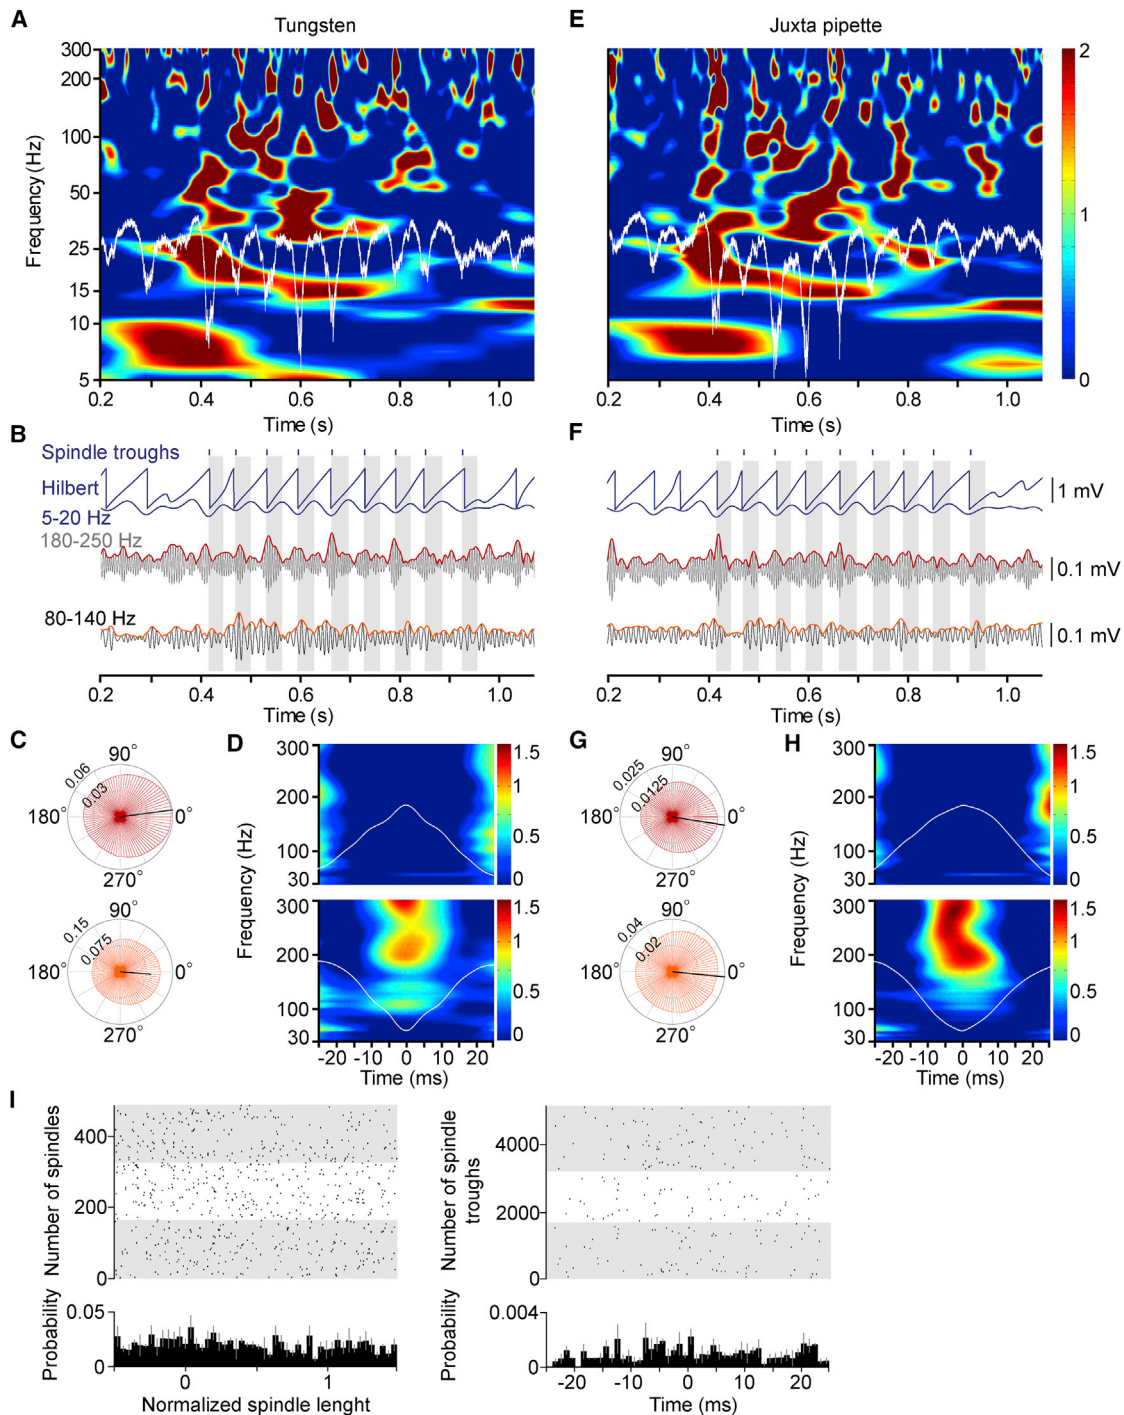 A Tungsten
300
200
100
50
25
15
10
5
Frequency (Hz)
0.2 0.4 0.6 0.8 1.0
Time (s)
E Juxta pipette
0.2 0.4 0.6 0.8 1.0
Time (s)
2
1
0
B
Spindle troughs
Hilbert
5-20 Hz
180-250 Hz
80-140 Hz
0.2 0.4 0.6 0.8 1.0
Time (s)
F
1 mV
0.1 mV
0.1 mV
0.2 0.4 0.6 0.8 1.0
Time (s)
C
90°
0.06
0.03
180° 0°
270°
90°
0.15
0.075
180° 0°
270°
D
Frequency (Hz)
300
200
100
30
1.5
1
0.5
0
300
200
100
30
1.5
1
0.5
0
-20 -10 0 10 20
Time (ms)
G
90°
0.025
0.0125
180° 0°
270°
90°
0.04
0.02
180° 0°
270°
H
Frequency (Hz)
300
200
100
30
1.5
1
0.5
0
300
200
100
30
1.5
1
0.5
0
-20 -10 0 10 20
Time (ms)
I
Number of spindles
400
200
0
Probability
0.05
0
0 1
Normalized spindle lenght
Number of spindle
troughs
4000
2000
0
Probability
0.004
0
-20 -10 0 10 20
Time (ms)